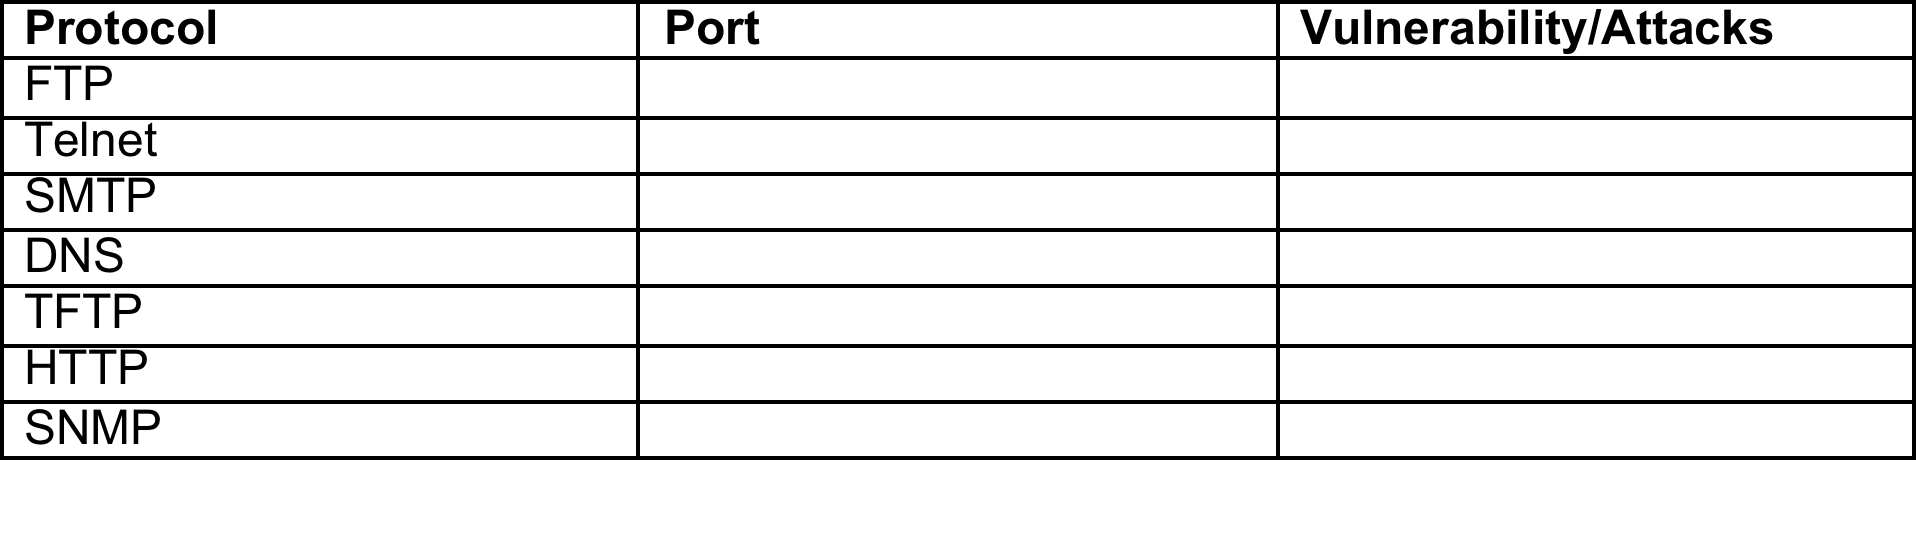 Protocol Port Vulnerability/Attacks
FTP
Telnet
SMTP
DNS
TFTP
HTTP
SNMP